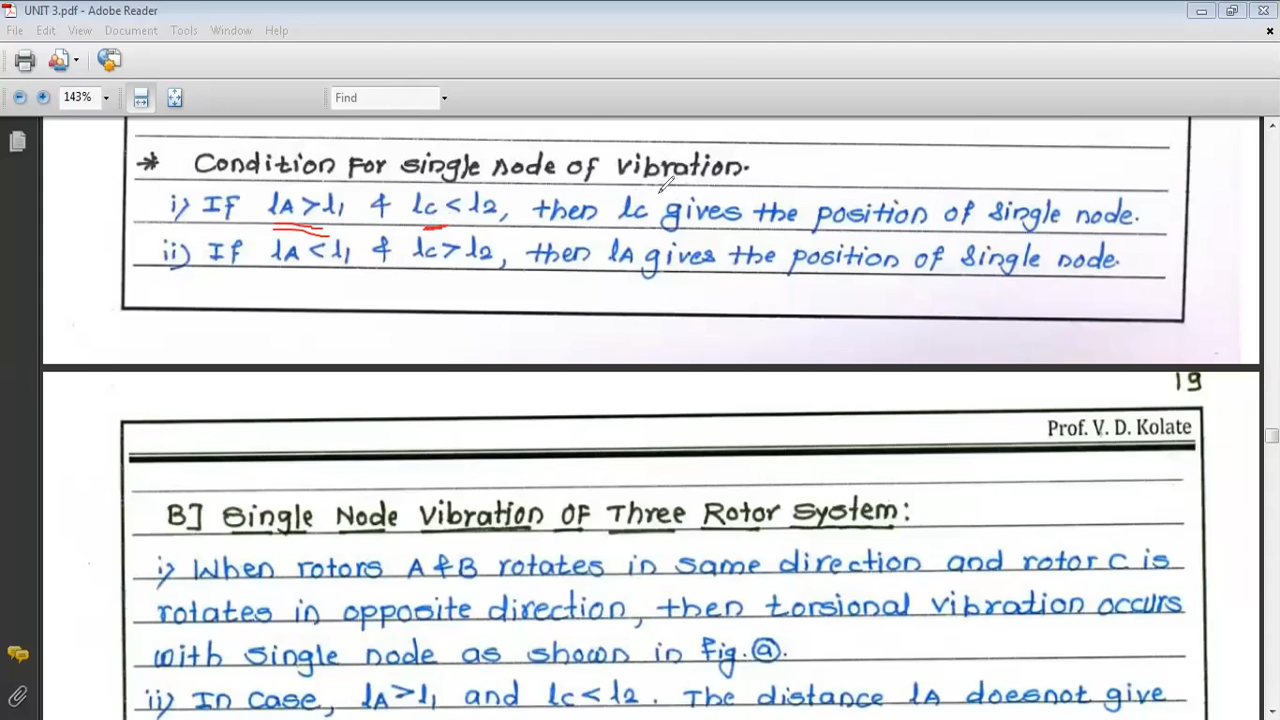 UNIT 3.pdf - Adobe Reader
File Edit View Document Tools Window Help
143% Find
* Condition For single node of vibration.
i) If lA > l1 & lC < l2, then lC gives the position of single node.
ii) If lA < l1 & lC > l2, then lA gives the position of single node.
19
Prof. V. D. Kolate
B] Single Node Vibration OF Three Rotor System:
i) When rotors A & B rotates in same direction and rotor C is
rotates in opposite direction, then torsional vibration occurs
with single node as shown in fig. ⓐ.
ii) In case, lA > l1 and lC < l2. The distance lA doesnot give